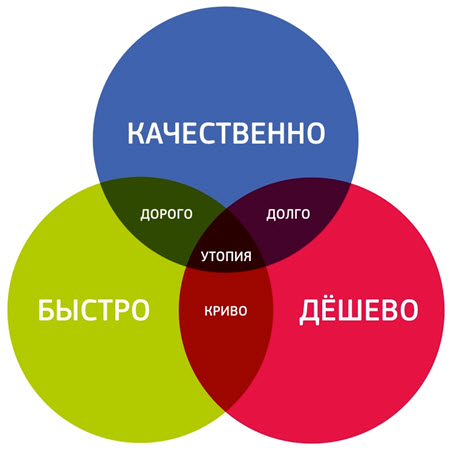 КАЧЕСТВЕННО
ДОРОГО
ДОЛГО
УТОПИЯ
БЫСТРО
КРИВО
ДЁШЕВО